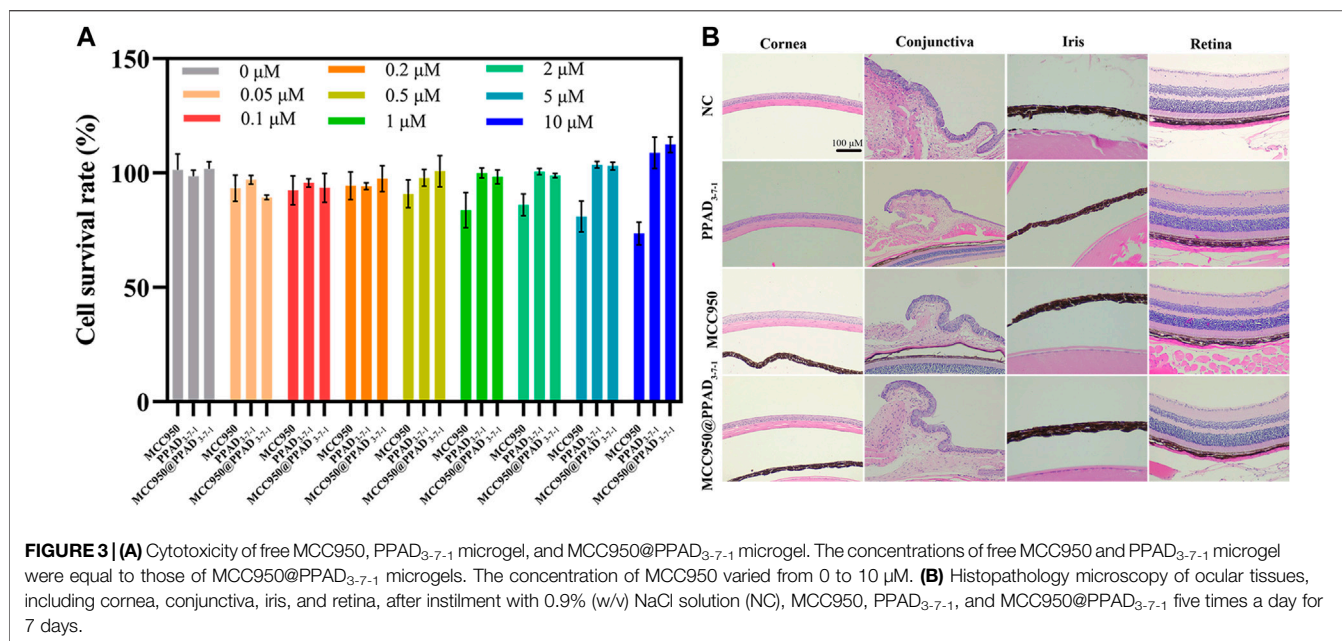 A
150
100
50
0
Cell survival rate (%)
0 µM
0.05 µM
0.1 µM
0.2 µM
0.5 µM
1 µM
2 µM
5 µM
10 µM
MCC950
PPAD3-7-1
MCC950@PPAD3-7-1
MCC950
PPAD3-7-1
MCC950@PPAD3-7-1
MCC950
PPAD3-7-1
MCC950@PPAD3-7-1
MCC950
PPAD3-7-1
MCC950@PPAD3-7-1
MCC950
PPAD3-7-1
MCC950@PPAD3-7-1
MCC950
PPAD3-7-1
MCC950@PPAD3-7-1
MCC950
PPAD3-7-1
MCC950@PPAD3-7-1
MCC950
PPAD3-7-1
MCC950@PPAD3-7-1
MCC950
PPAD3-7-1
MCC950@PPAD3-7-1
B
Cornea Conjunctiva Iris Retina
NC
100 µM
PPAD3-7-1
MCC950
MCC950@PPAD3-7-1
FIGURE 3 | (A) Cytotoxicity of free MCC950, PPAD3-7-1 microgel, and MCC950@PPAD3-7-1 microgel. The concentrations of free MCC950 and PPAD3-7-1 microgel
were equal to those of MCC950@PPAD3-7-1 microgels. The concentration of MCC950 varied from 0 to 10 µM. (B) Histopathology microscopy of ocular tissues,
including cornea, conjunctiva, iris, and retina, after instilment with 0.9% (w/v) NaCl solution (NC), MCC950, PPAD3-7-1, and MCC950@PPAD3-7-1 five times a day for
7 days.